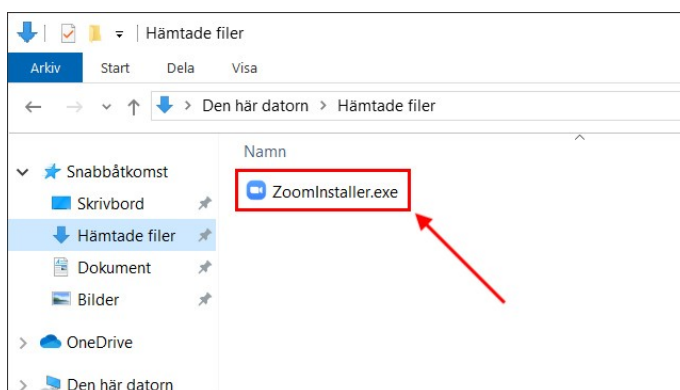 Hämtade filer
Arkiv Start Dela Visa
Den här datorn > Hämtade filer
Namn
Snabbåtkomst
ZoomInstaller.exe
Skrivbord
Hämtade filer
Dokument
Bilder
OneDrive
Den här datorn